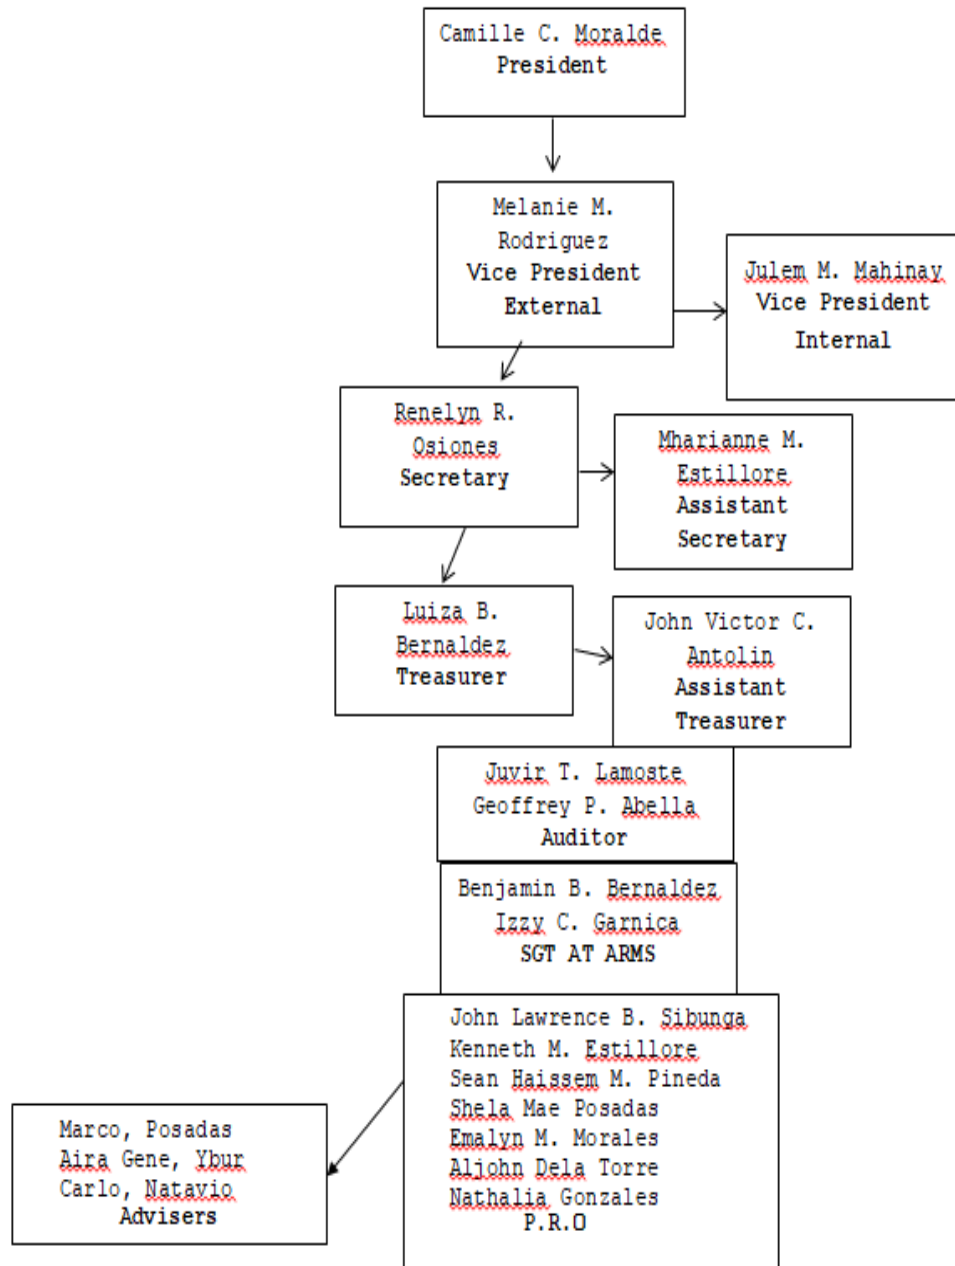 Camille C. Moralde
President
Melanie M.
Rodriguez
Vice President
External
Julem M. Mahinay
Vice President
Internal
Renelyn R.
Osiones
Secretary
Mharianne M.
Estillore
Assistant
Secretary
Luiza B.
Bernaldez
Treasurer
John Victor C.
Antolin
Assistant
Treasurer
Juvir T. Lamoste
Geoffrey P. Abella
Auditor
Benjamin B. Bernaldez
Izzy C. Garnica
SGT AT ARMS
John Lawrence B. Sibunga
Kenneth M. Estillore
Sean Haissem M. Pineda
Shela Mae Posadas
Emalyn M. Morales
Aljohn Dela Torre
Nathalia Gonzales
P.R.O
Marco, Posadas
Aira Gene, Ybur
Carlo, Natavio
Advisers